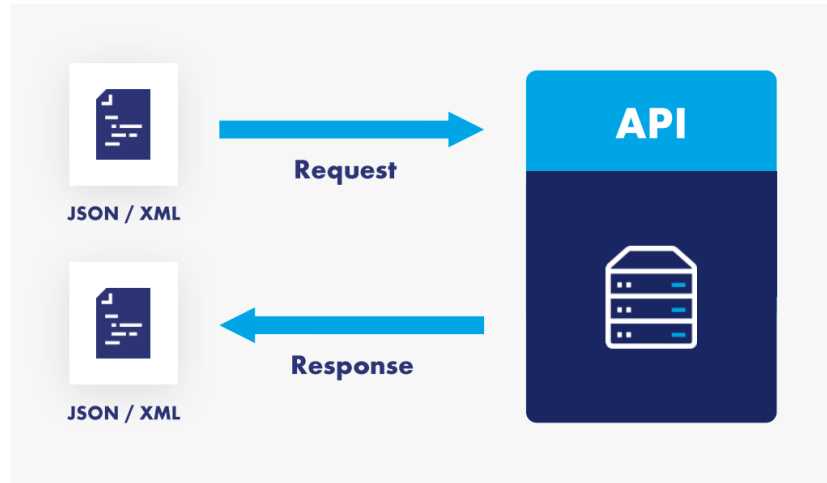 API
Request
JSON / XML
Response
JSON / XML